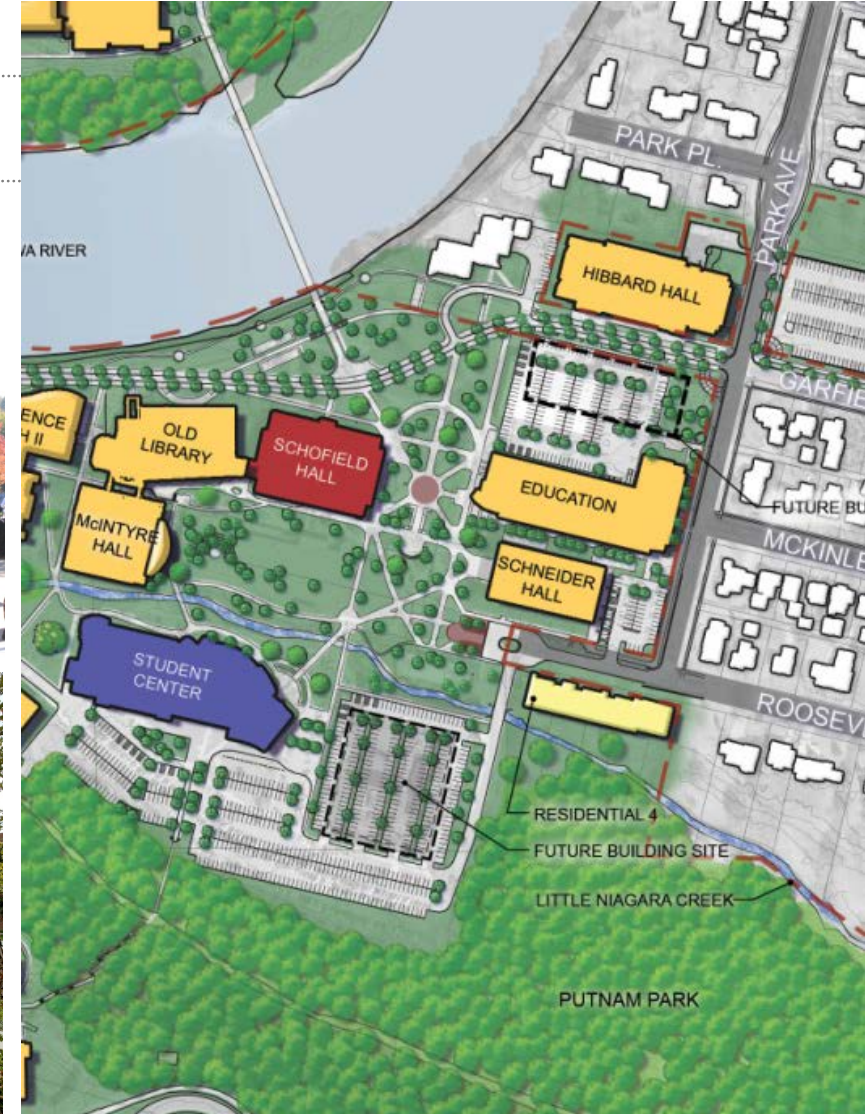 PARK PL.
PARK AVE.
/A RIVER
HIBBARD HALL
GARFIE
ENCE
H II
OLD
LIBRARY
SCHOFIELD
HALL
EDUCATION
FUTURE BU
McINTYRE
HALL
MCKINLE
SCHNEIDER
HALL
STUDENT
CENTER
ROOSEV
RESIDENTIAL 4
FUTURE BUILDING SITE
LITTLE NIAGARA CREEK
PUTNAM PARK